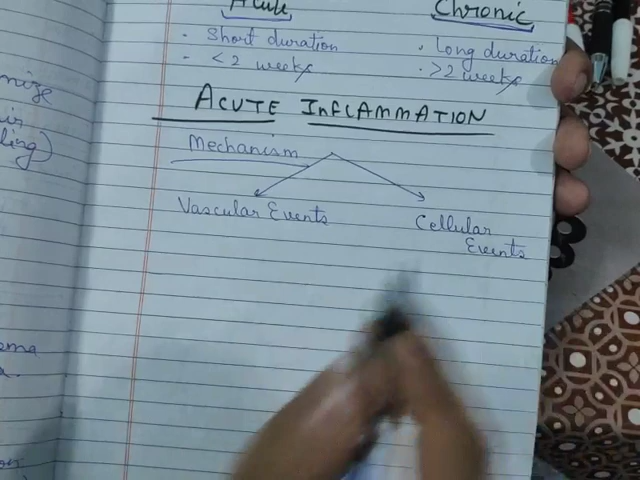 Acute
Chronic
- Short duration
- < 2 weeks
. Long duration
. >2 weeks
ACUTE INFLAMMATION
Mechanism
Vascular Events
Cellular
Events